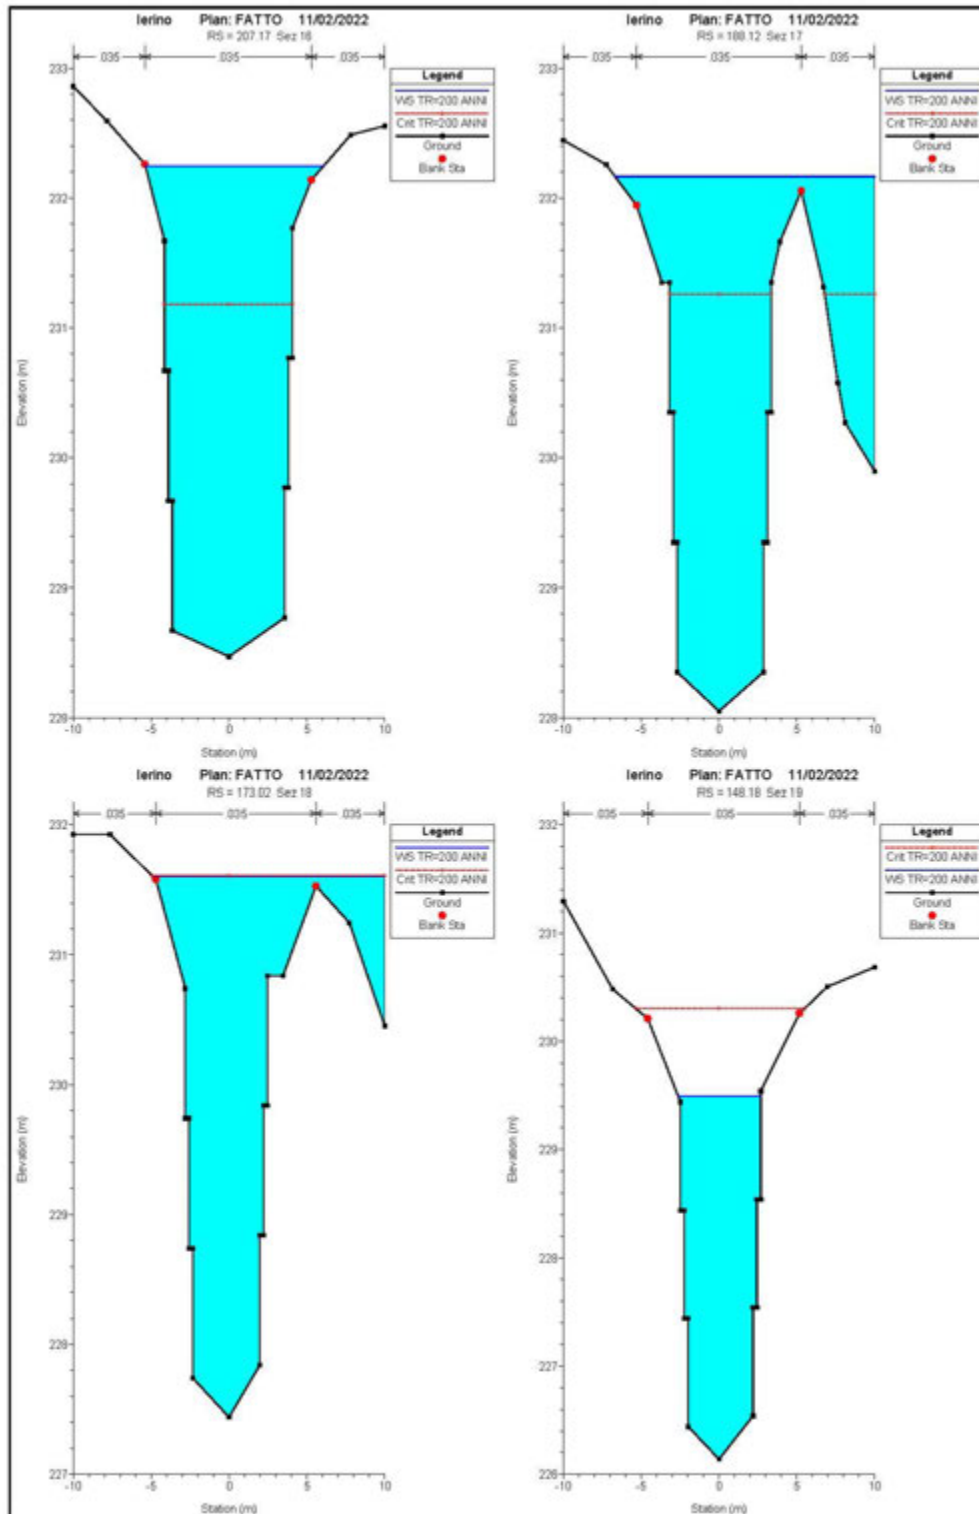 Ierino Plan: FATTO 11/02/2022
RS = 207.17 Sez 16
.035 .035 .035
Legend
WS TR=200 ANNI
Crit TR=200 ANNI
Ground
Bank Sta
233
232
231
230
229
228
Elevation (m)
-10 -5 0 5 10
Station (m)
Ierino Plan: FATTO 11/02/2022
RS = 188.12 Sez 17
.035 .035 .035
Legend
WS TR=200 ANNI
Crit TR=200 ANNI
Ground
Bank Sta
233
232
231
230
229
228
Elevation (m)
-10 -5 0 5 10
Station (m)
Ierino Plan: FATTO 11/02/2022
RS = 173.02 Sez 18
.035 .035 .035
Legend
WS TR=200 ANNI
Crit TR=200 ANNI
Ground
Bank Sta
232
231
230
229
228
227
Elevation (m)
-10 -5 0 5 10
Station (m)
Ierino Plan: FATTO 11/02/2022
RS = 148.18 Sez 19
.035 .035 .035
Legend
Crit TR=200 ANNI
WS TR=200 ANNI
Ground
Bank Sta
232
231
230
229
228
227
226
Elevation (m)
-10 -5 0 5 10
Station (m)